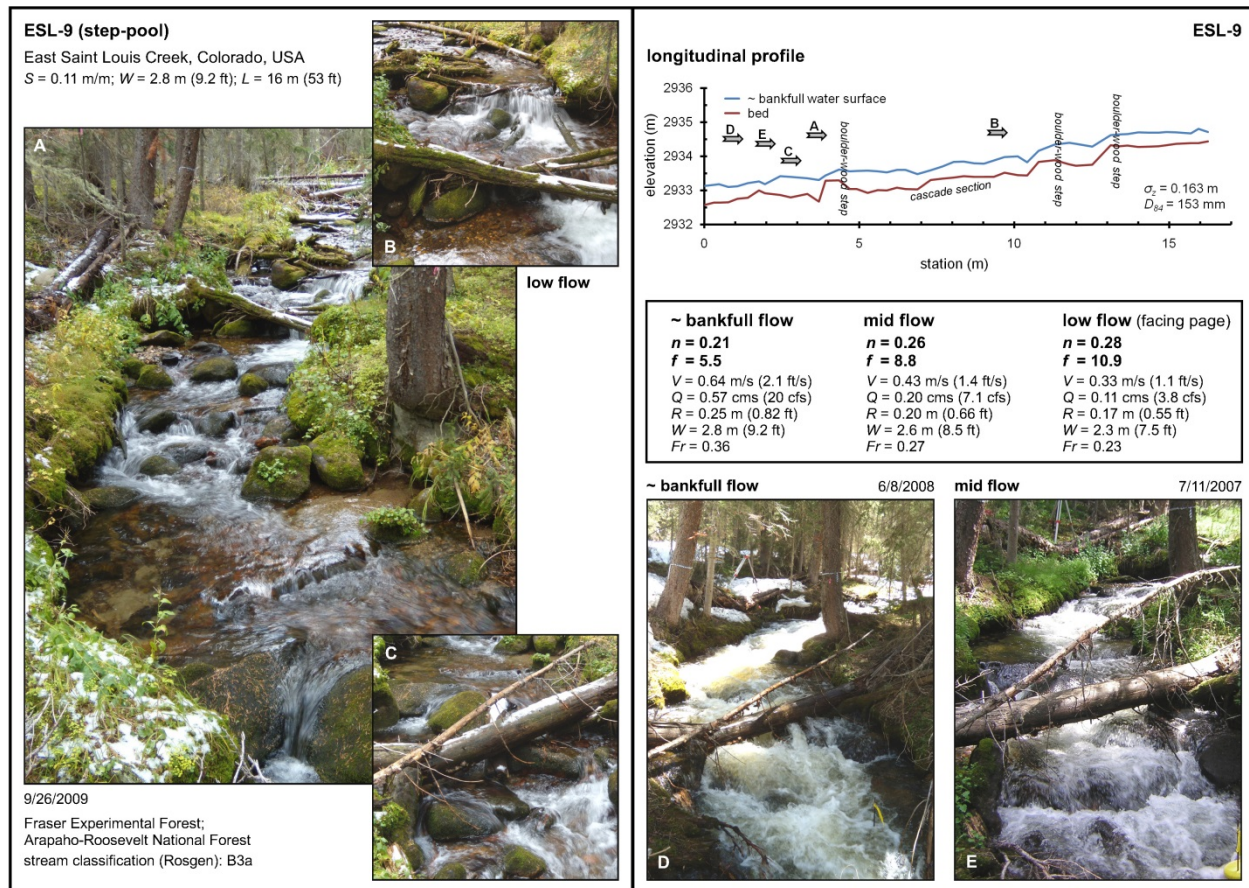 ESL-9 (step-pool)
East Saint Louis Creek, Colorado, USA
S = 0.11 m/m; W = 2.8 m (9.2 ft); L = 16 m (53 ft)
A
B
low flow
C
9/26/2009
Fraser Experimental Forest;
Arapaho-Roosevelt National Forest
stream classification (Rosgen): B3a
ESL-9
longitudinal profile
elevation (m)
2936
2935
2934
2933
2932
~ bankfull water surface
bed
D
E
C
A
B
boulder-wood step
cascade section
boulder-wood step
boulder-wood step
σz = 0.163 m
D84 = 153 mm
0 5 10 15
station (m)
~ bankfull flow
n = 0.21
f = 5.5
V = 0.64 m/s (2.1 ft/s)
Q = 0.57 cms (20 cfs)
R = 0.25 m (0.82 ft)
W = 2.8 m (9.2 ft)
Fr = 0.36
mid flow
n = 0.26
f = 8.8
V = 0.43 m/s (1.4 ft/s)
Q = 0.20 cms (7.1 cfs)
R = 0.20 m (0.66 ft)
W = 2.6 m (8.5 ft)
Fr = 0.27
low flow (facing page)
n = 0.28
f = 10.9
V = 0.33 m/s (1.1 ft/s)
Q = 0.11 cms (3.8 cfs)
R = 0.17 m (0.55 ft)
W = 2.3 m (7.5 ft)
Fr = 0.23
~ bankfull flow 6/8/2008
D
mid flow 7/11/2007
E